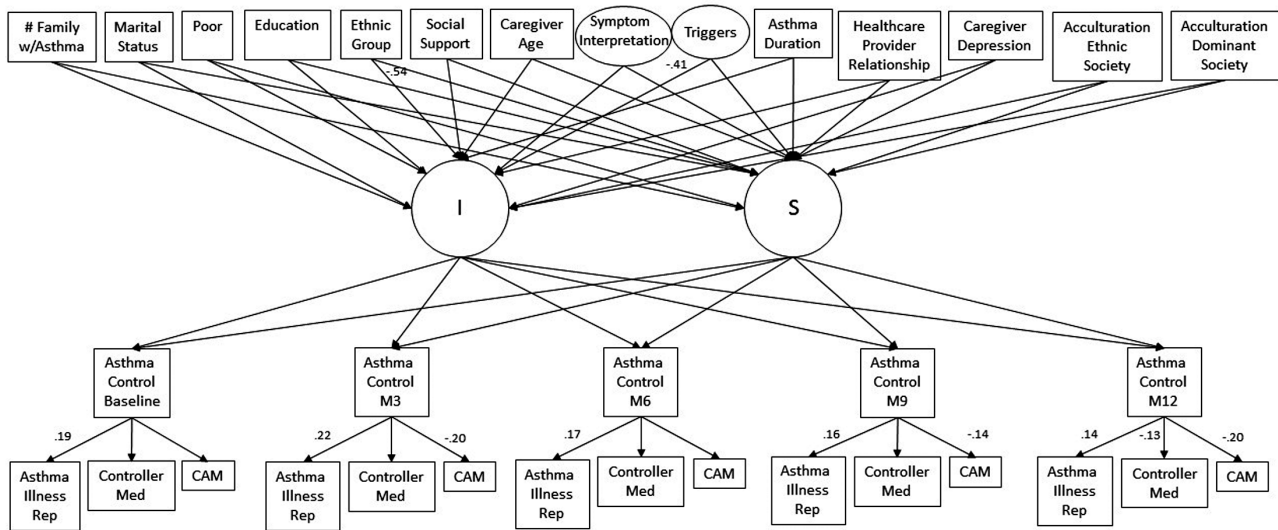 # Family
w/Asthma
Marital
Status
Poor
Education
Ethnic
Group
Social
Support
Caregiver
Age
Symptom
Interpretation
Triggers
Asthma
Duration
Healthcare
Provider
Relationship
Caregiver
Depression
Acculturation
Ethnic
Society
Acculturation
Dominant
Society
-.54
-.41
I
S
Asthma
Control
Baseline
Asthma
Control
M3
Asthma
Control
M6
Asthma
Control
M9
Asthma
Control
M12
.19
.22
-.20
.17
.16
-.14
.14
-.13
-.20
Asthma
Illness
Rep
Controller
Med
CAM
Asthma
Illness
Rep
Controller
Med
CAM
Asthma
Illness
Rep
Controller
Med
CAM
Asthma
Illness
Rep
Controller
Med
CAM
Asthma
Illness
Rep
Controller
Med
CAM